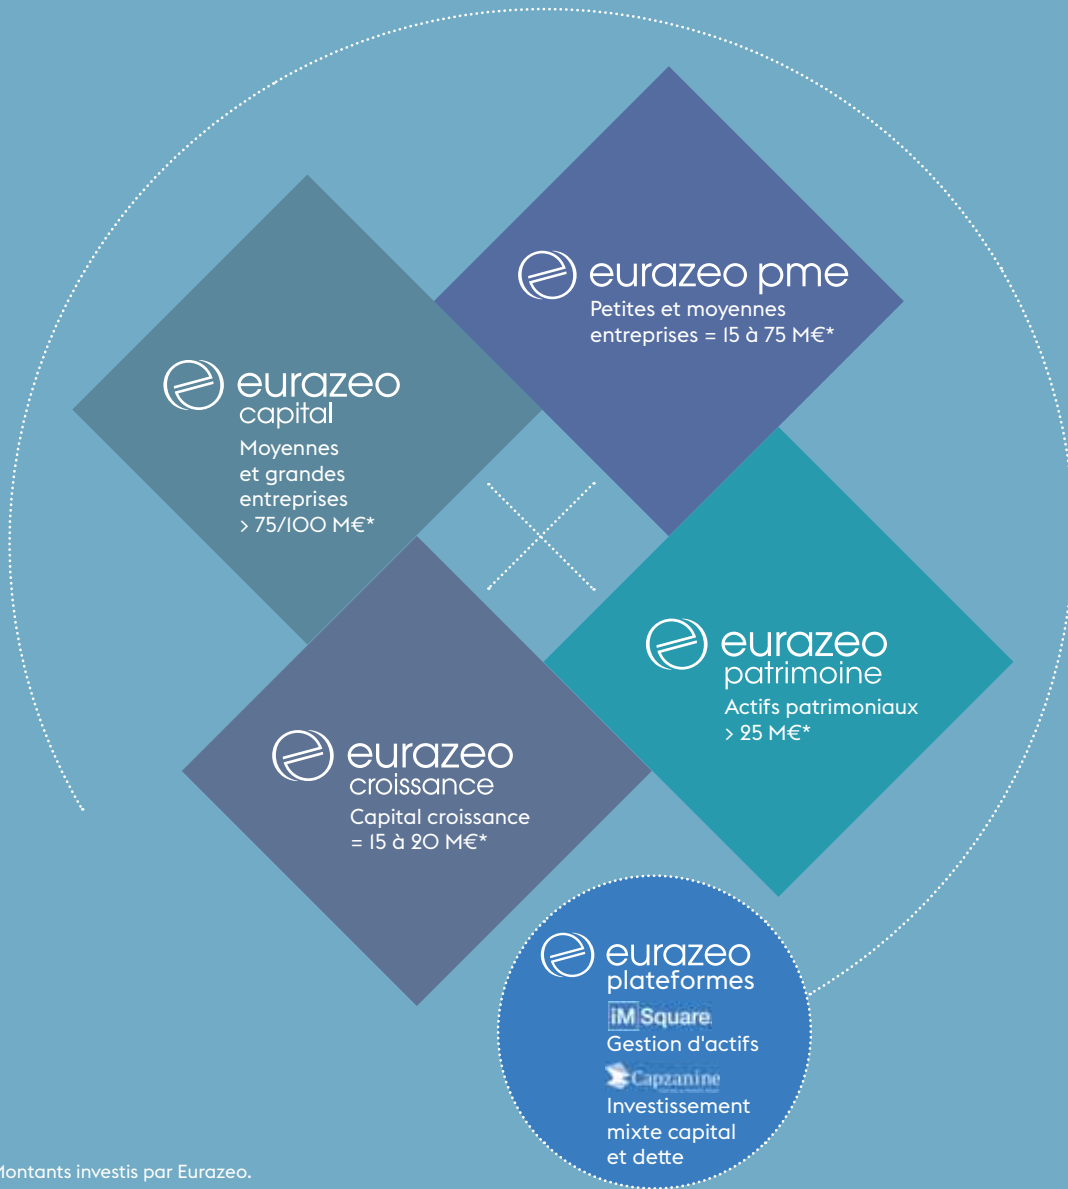 eurazeo pme
Petites et moyennes
entreprises = 15 à 75 M€*
eurazeo
capital
Moyennes
et grandes
entreprises
> 75/100 M€*
eurazeo
patrimoine
Actifs patrimoniaux
> 25 M€*
eurazeo
croissance
Capital croissance
= 15 à 20 M€*
eurazeo
plateformes
iM Square
Gestion d'actifs
Capzanine
Investissement
mixte capital
et dette
Montants investis par Eurazeo.